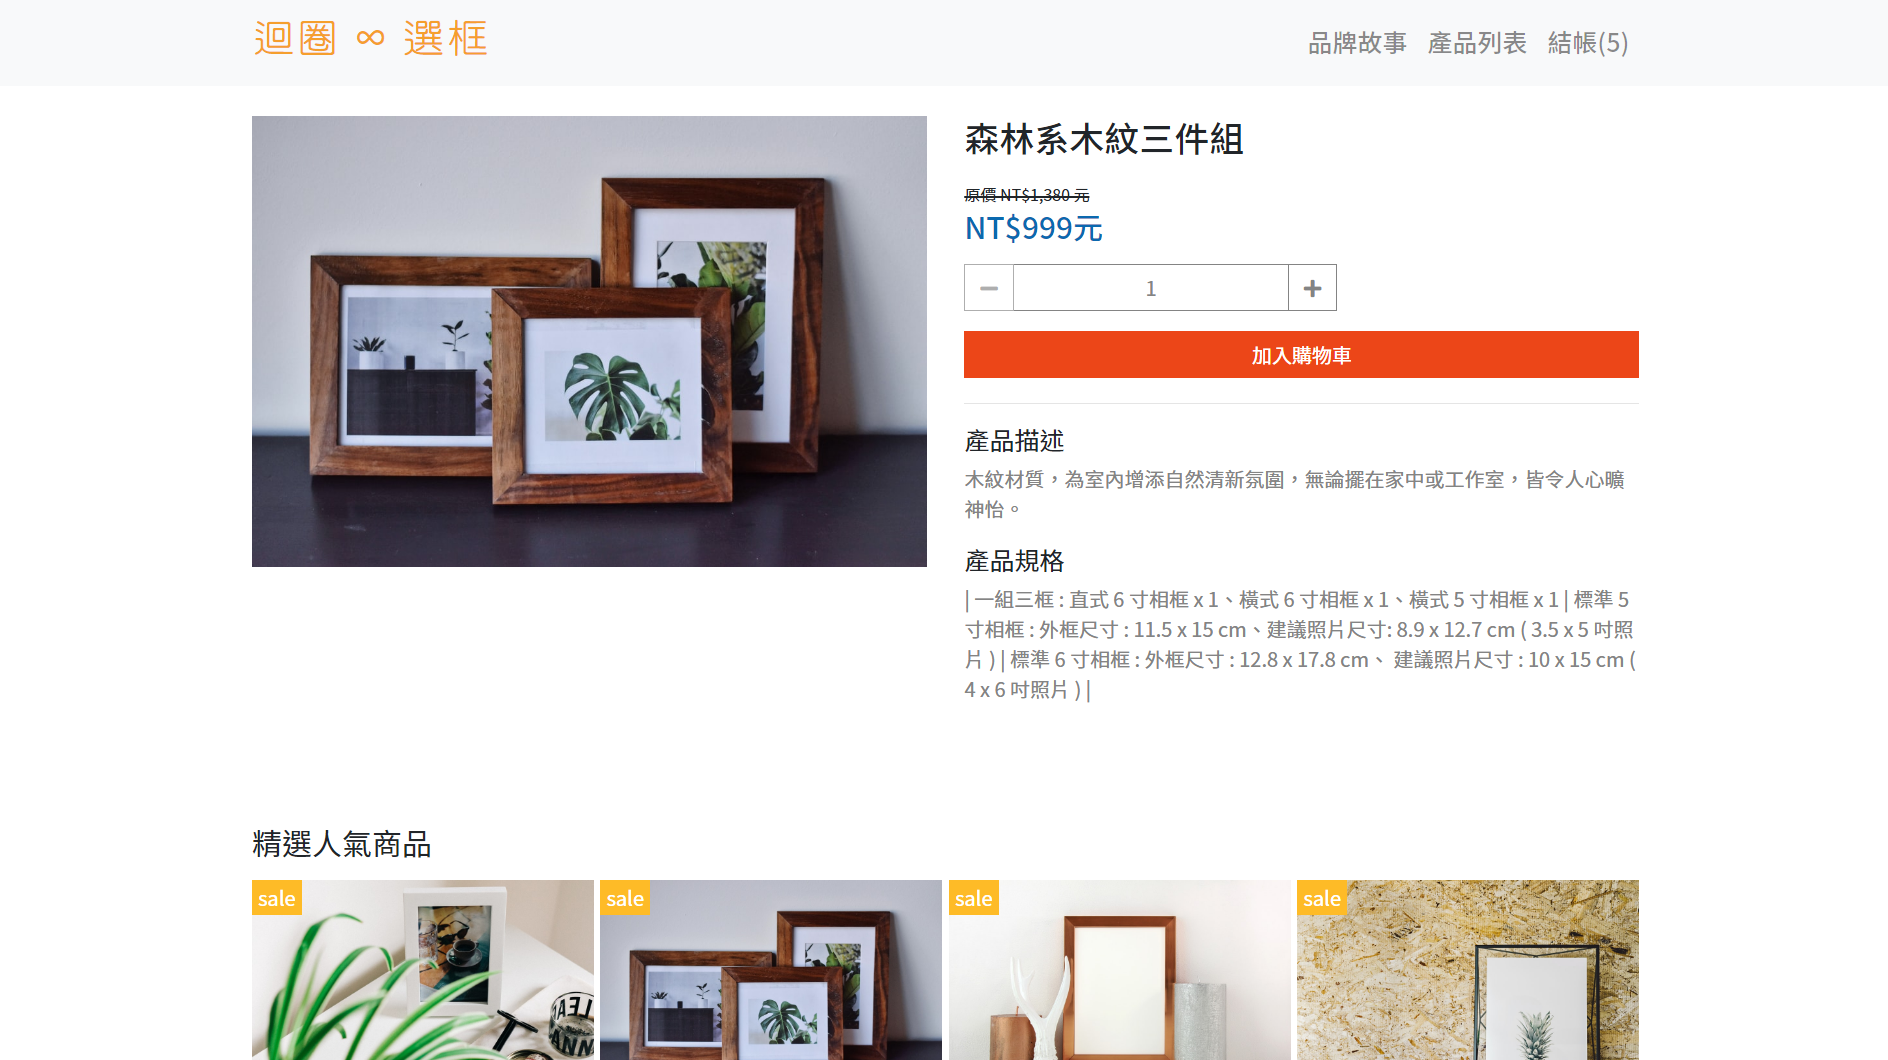 迴圈 ∞ 選框
品牌故事 產品列表 結帳(5)
森林系木紋三件組
原價 NT$1,380 元
NT$999元
1
加入購物車
產品描述
木紋材質，為室內增添自然清新氛圍，無論擺在家中或工作室，皆令人心曠
神怡。
產品規格
| 一組三框 : 直式 6 寸相框 x 1、橫式 6 寸相框 x 1、橫式 5 寸相框 x 1 | 標準 5
寸相框 : 外框尺寸 : 11.5 x 15 cm、建議照片尺寸: 8.9 x 12.7 cm ( 3.5 x 5 吋照
片 ) | 標準 6 寸相框 : 外框尺寸 : 12.8 x 17.8 cm、 建議照片尺寸 : 10 x 15 cm (
4 x 6 吋照片 ) |
精選人氣商品
sale sale sale sale